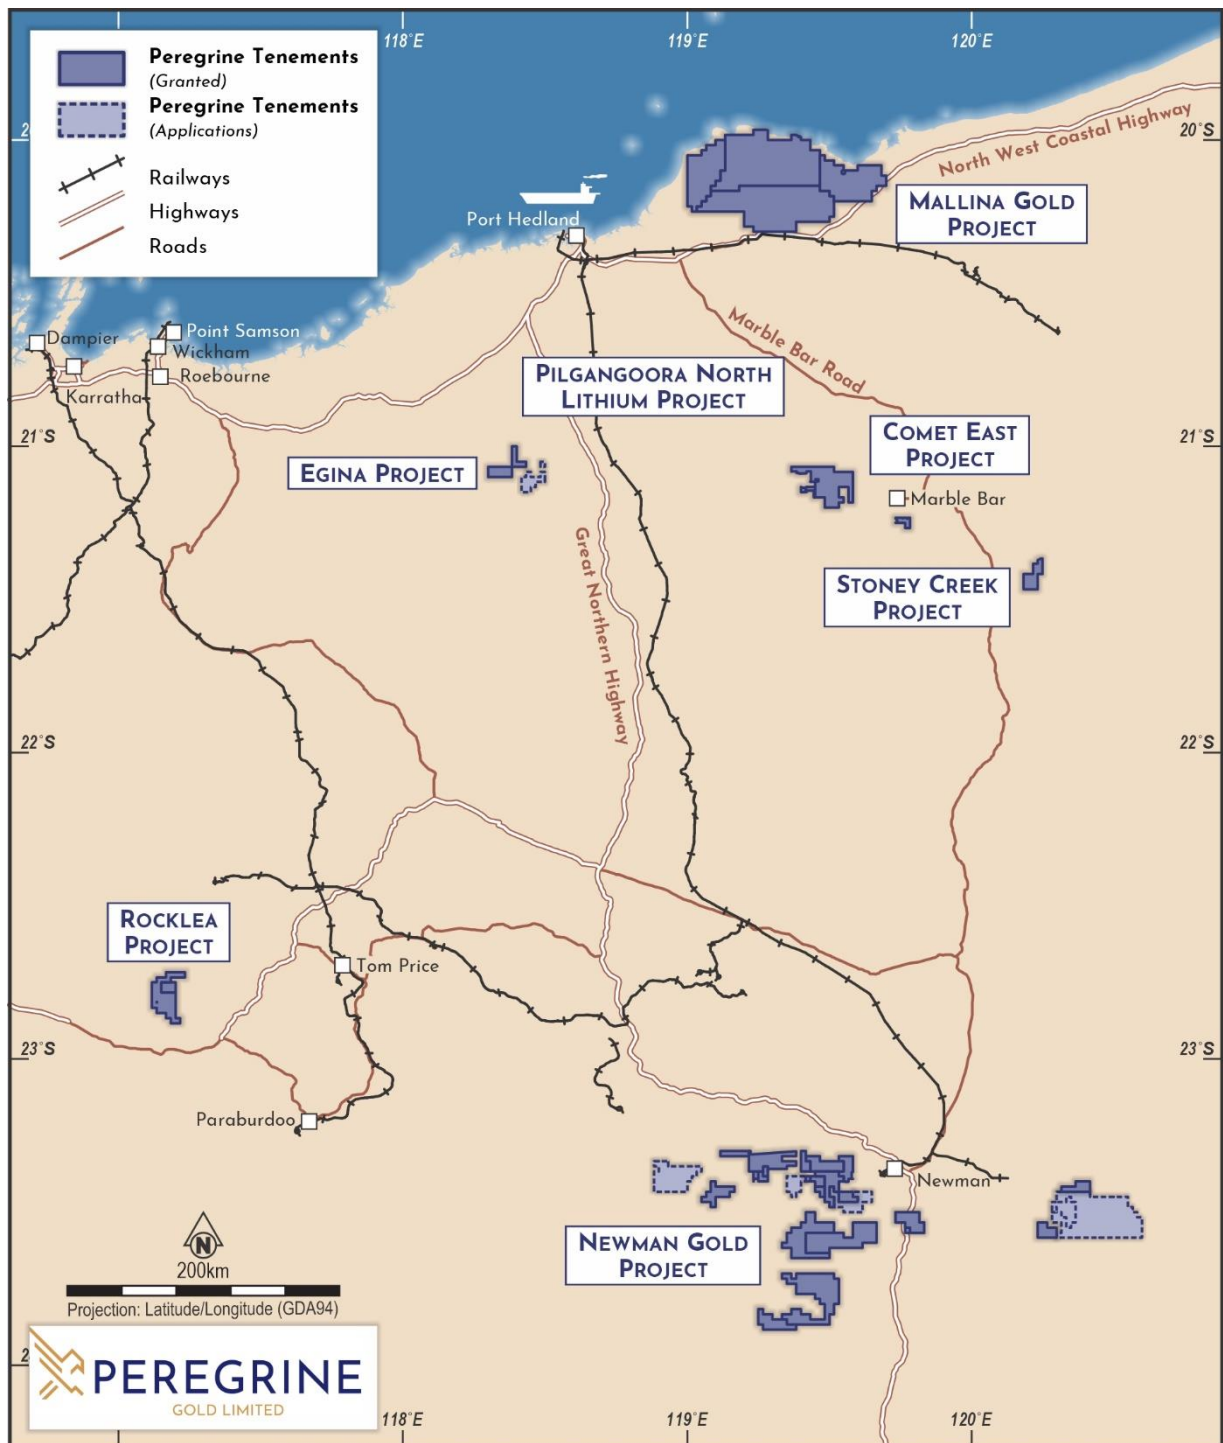 118°E
119°E
120°E
Peregrine Tenements
(Granted)
Peregrine Tenements
(Applications)
Railways
Highways
Roads
20°S
North West Coastal Highway
MALLINA GOLD
PROJECT
Port Hedland
Marble Bar Road
Dampier
Point Samson
Wickham
Roebourne
Karratha
PILGANGOORA NORTH
LITHIUM PROJECT
21°S
21°S
COMET EAST
PROJECT
EGINA PROJECT
Marble Bar
Great Northern Highway
STONEY CREEK
PROJECT
22°S
22°S
ROCKLEA
PROJECT
Tom Price
23°S
23°S
Paraburdoo
Newman
NEWMAN GOLD
PROJECT
N
200km
Projection: Latitude/Longitude (GDA94)
PEREGRINE
GOLD LIMITED
118°E
119°E
120°E